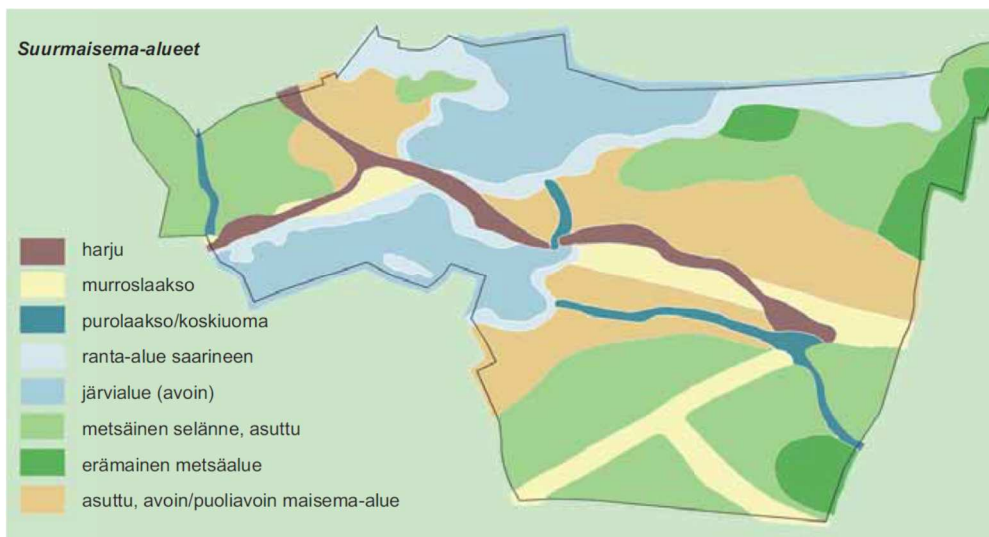 Suurmaisema-alueet
harju
murroslaakso
purolaakso/koskiuoma
ranta-alue saarineen
järvialue (avoin)
metsäinen selänne, asuttu
erämainen metsäalue
asuttu, avoin/puoliavoin maisema-alue